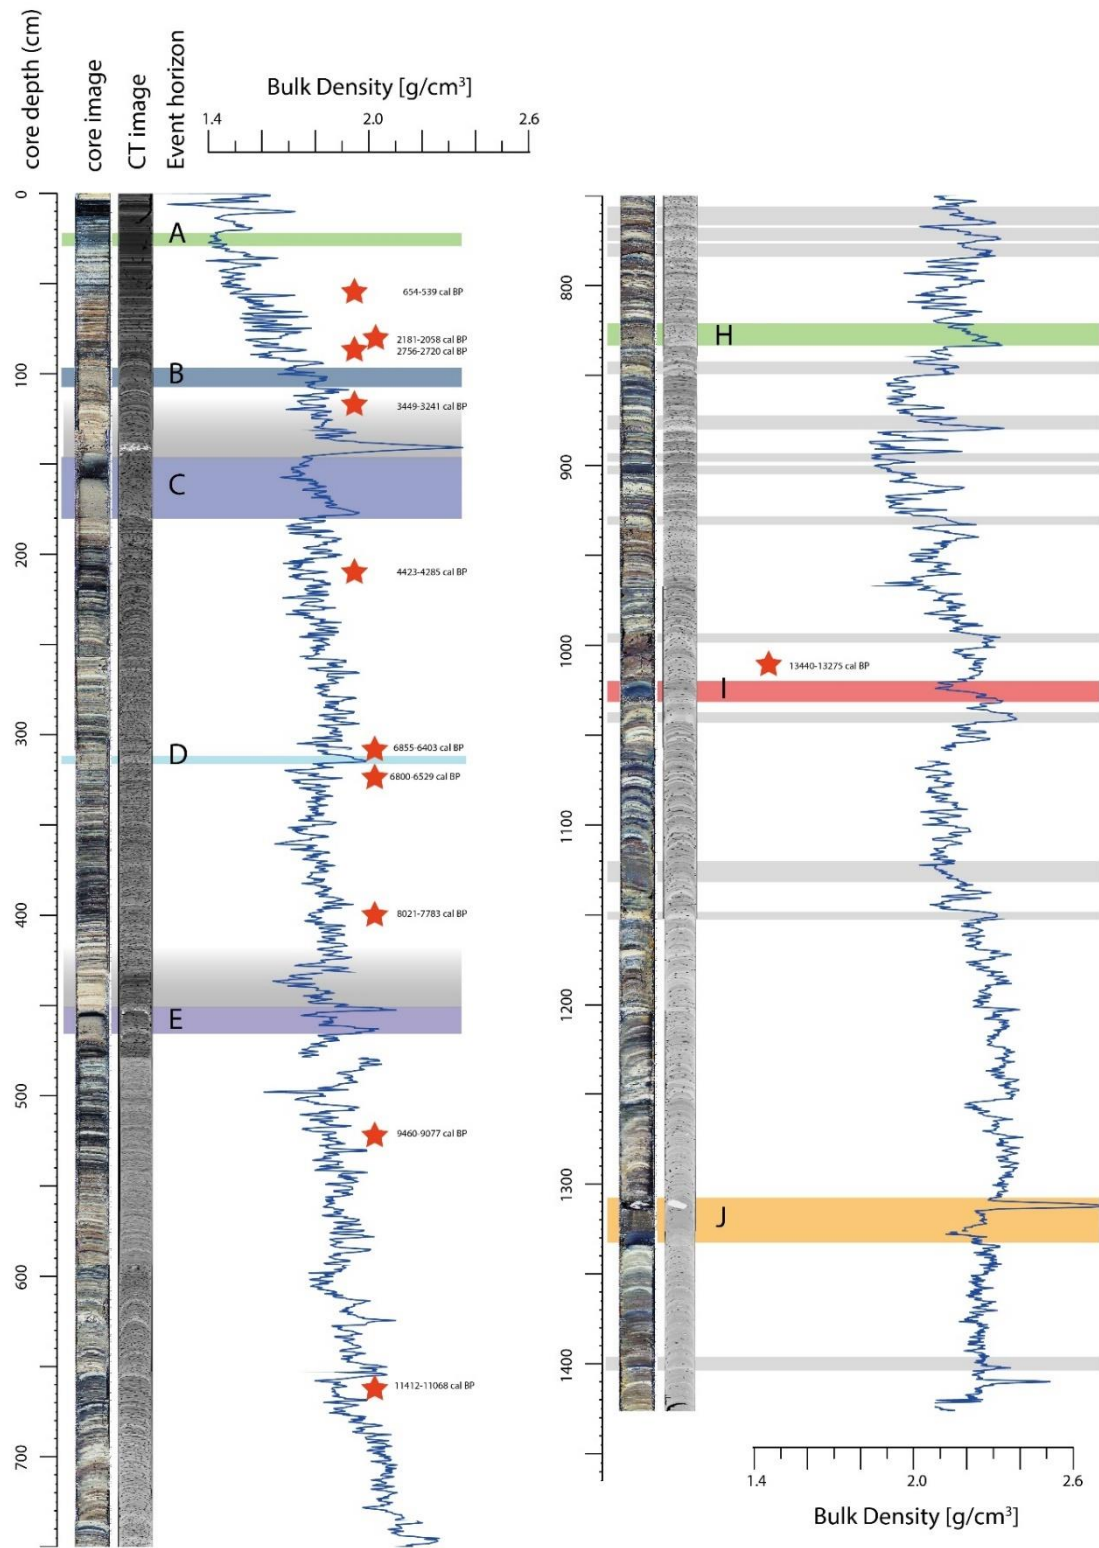 core depth (cm)
core image
CT image
Event horizon
Bulk Density [g/cm³]
1.4 2.0 2.6
0
100
200
300
400
500
600
700
A
B
C
D
E
654-539 cal BP
2181-2058 cal BP
2756-2720 cal BP
3449-3241 cal BP
4423-4285 cal BP
6855-6403 cal BP
6800-6529 cal BP
8021-7783 cal BP
9460-9077 cal BP
11412-11068 cal BP
800
900
1000
1100
1200
1300
1400
H
13440-13275 cal BP
I
J
1.4 2.0 2.6
Bulk Density [g/cm³]